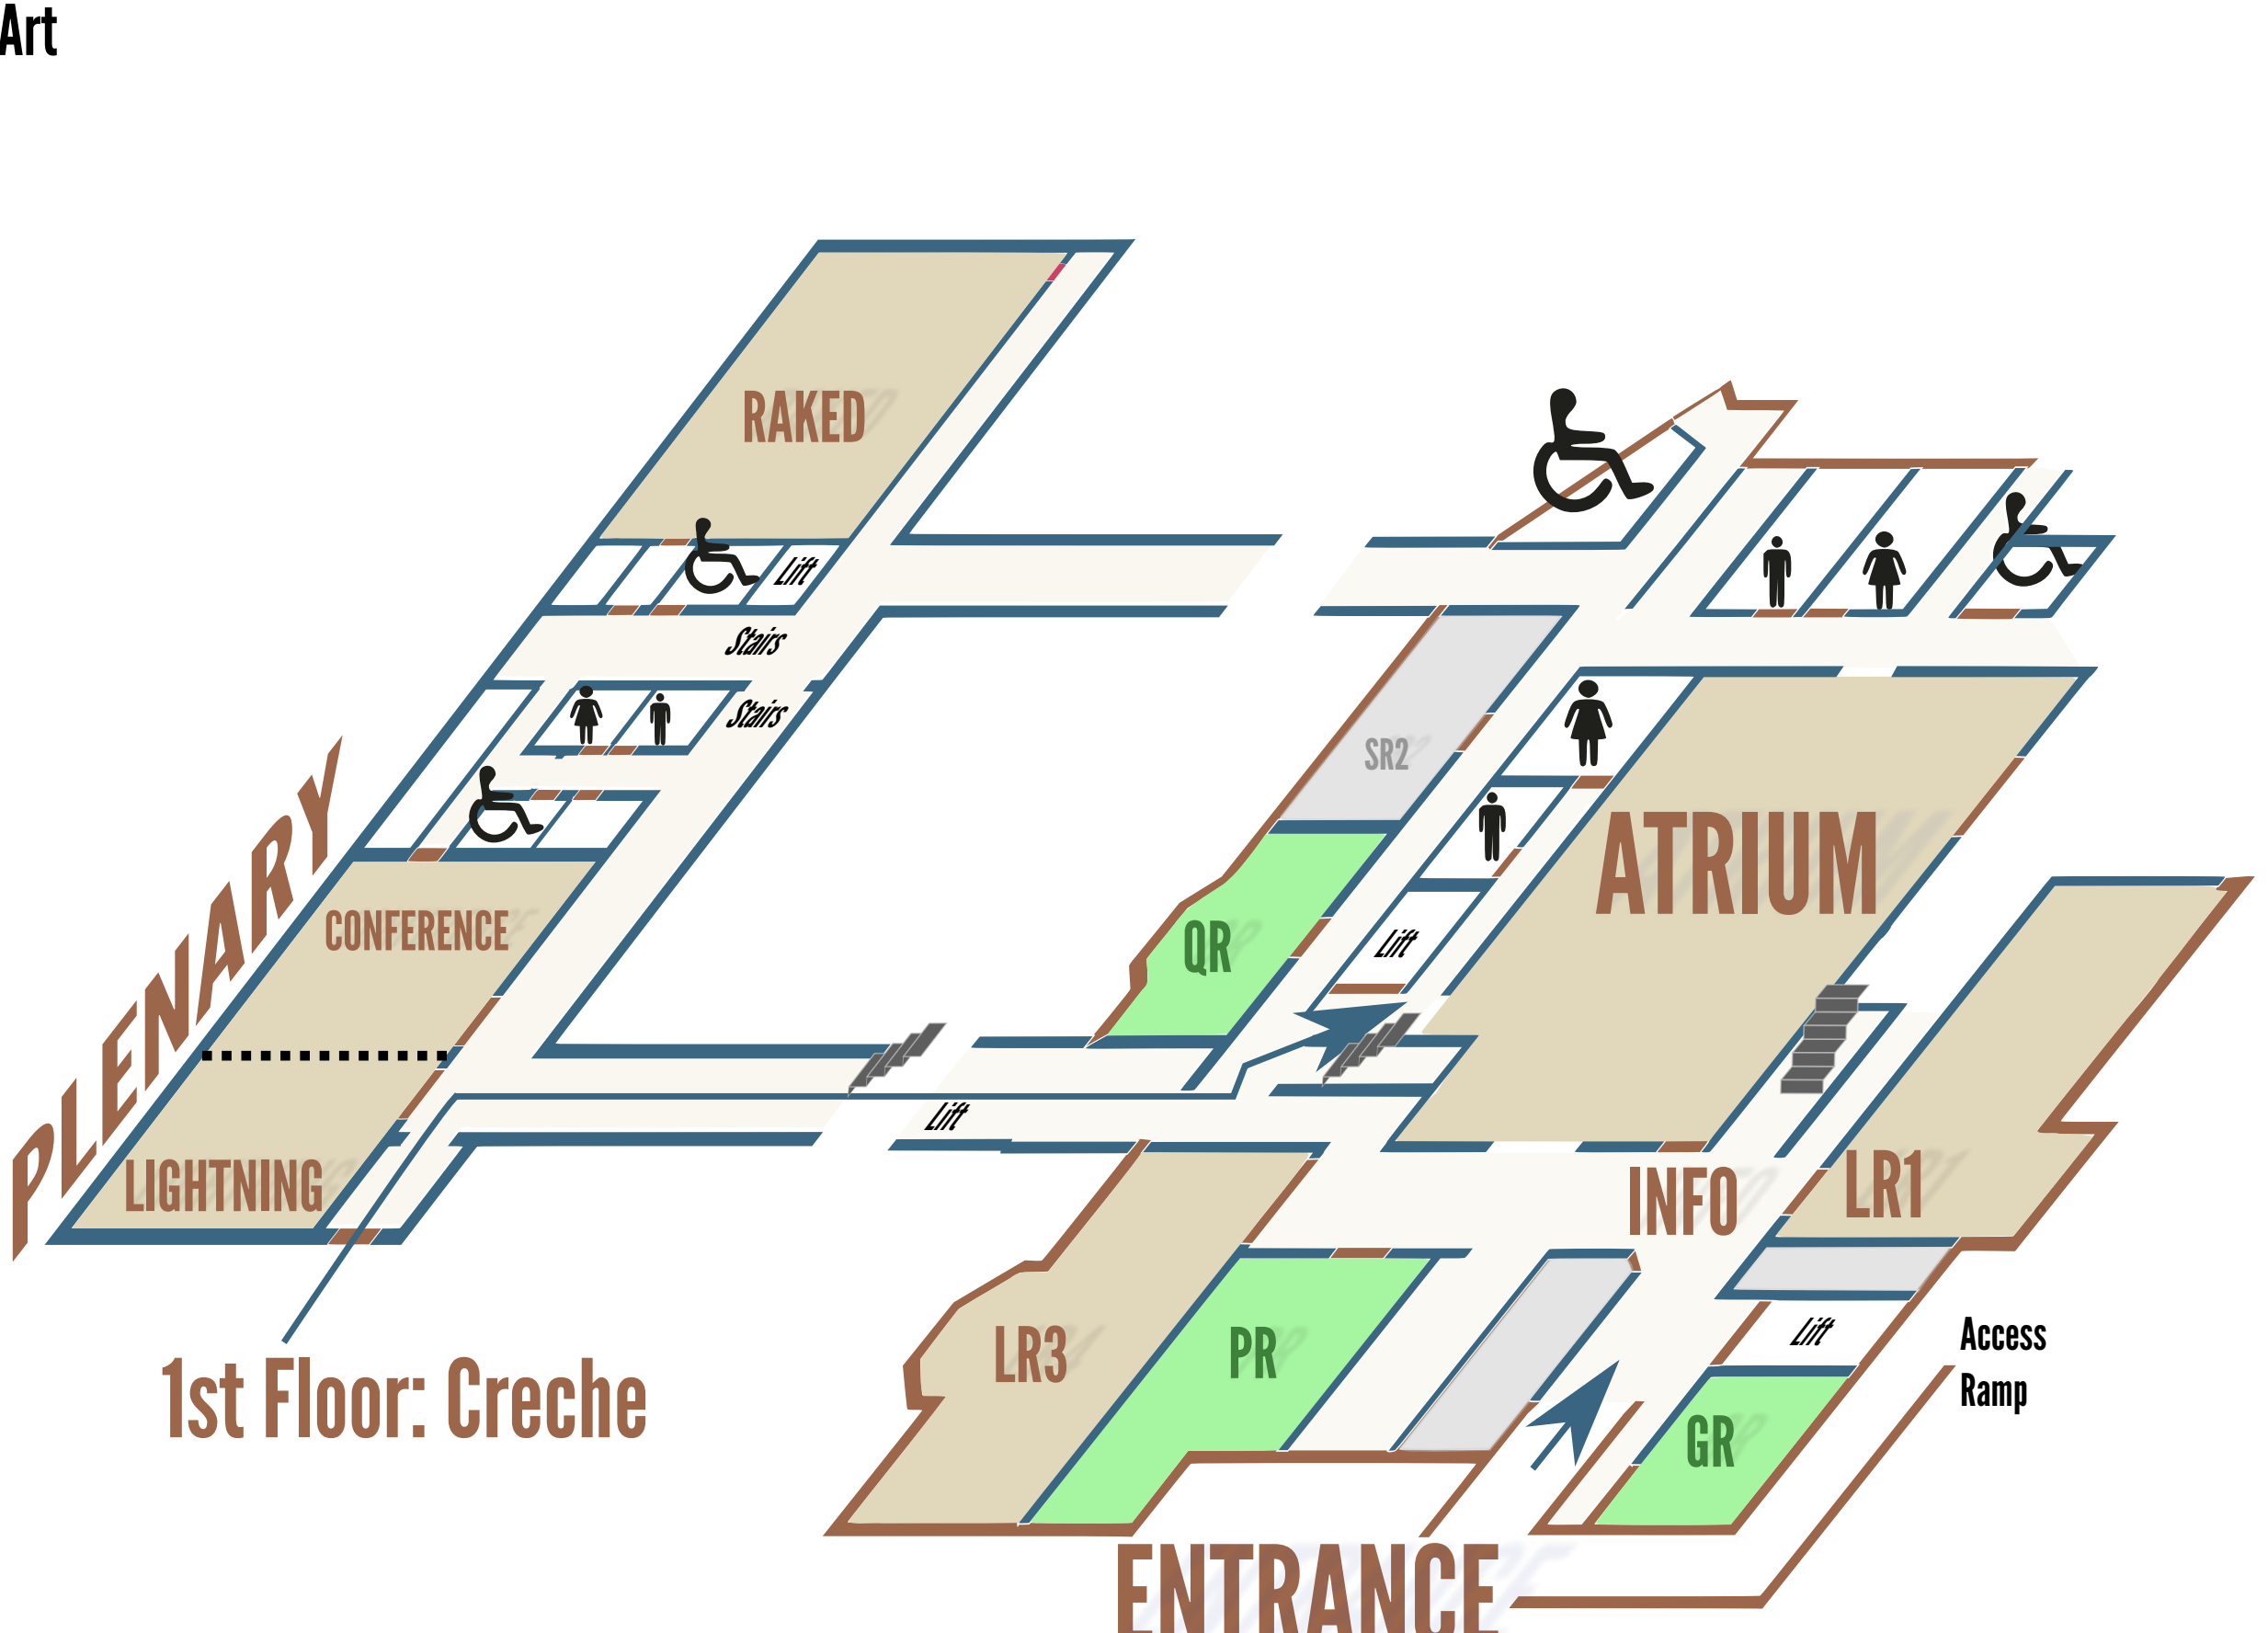 Art
RAKED
Lift
Stairs
Stairs
SR2
ATRIUM
PLENARY
CONFERENCE
QR
Lift
Lift
LIGHTNING
INFO
LR1
Lift
Access
Ramp
LR3
PR
1st Floor: Creche
GR
ENTRANCE